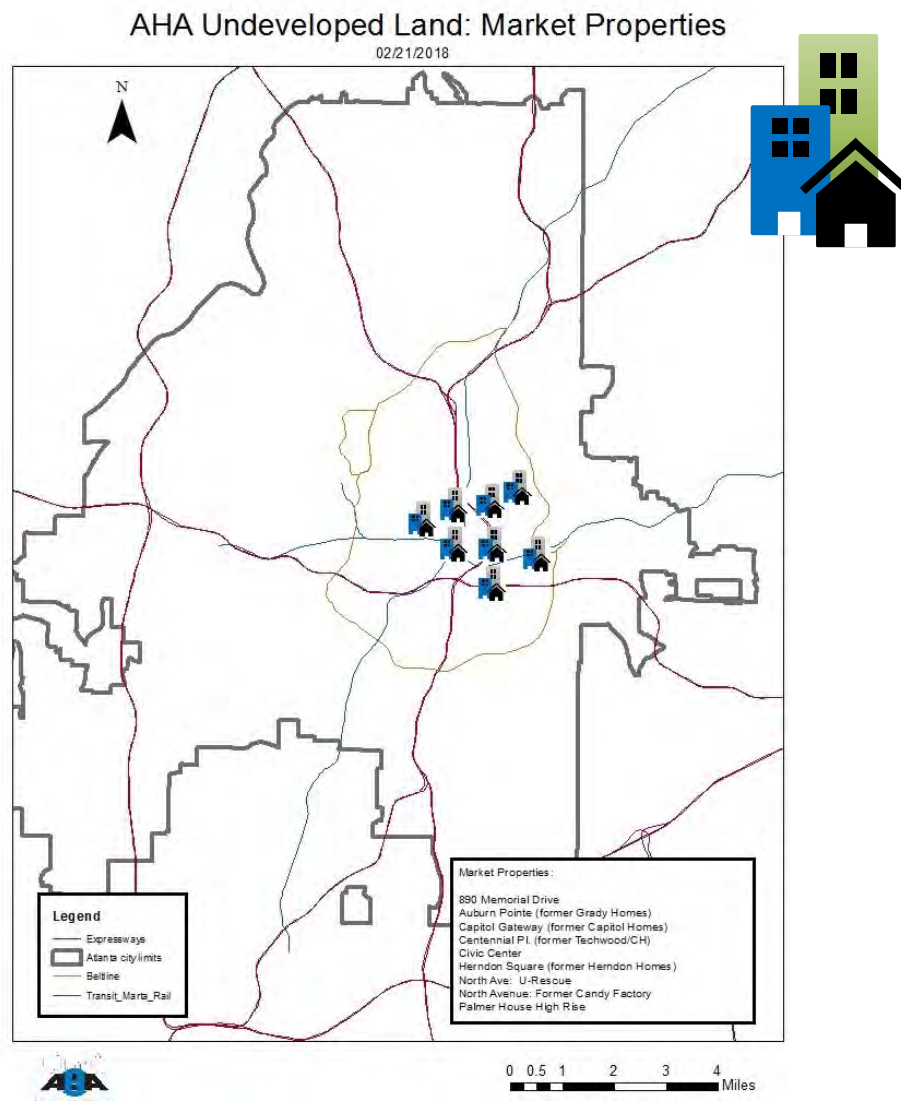 AHA Undeveloped Land: Market Properties
02/21/2018
N
Market Properties:
890 Memorial Drive
Auburn Pointe (former Grady Homes)
Capitol Gateway (former Capitol Homes)
Centennial Pl. (former Techwood/CH)
Civic Center
Herndon Square (former Herndon Homes)
North Ave: U-Rescue
North Avenue: Former Candy Factory
Palmer House High Rise
Legend
Expressways
Atlanta city limits
Beltline
Transit_Marta_Rail
AHA
0 0.5 1 2 3 4
Miles